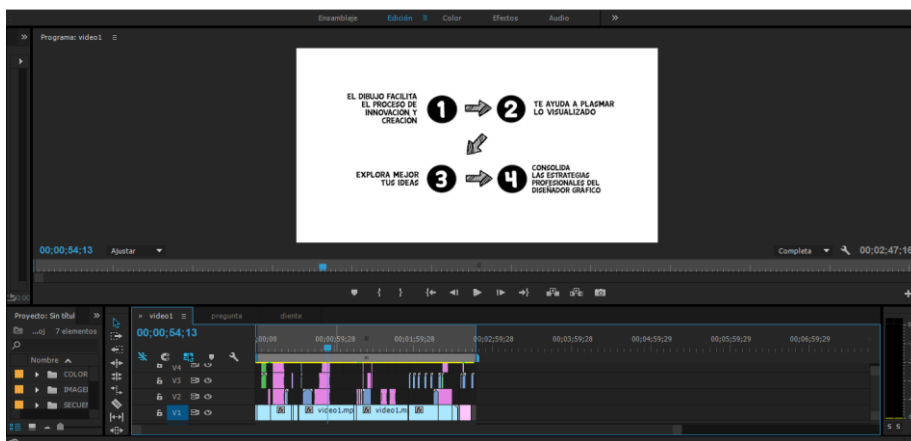 Ensamblaje Edición Color Efectos Audio
Programa: video1
EL DIBUJO FACILITA
EL PROCESO DE
INNOVACIÓN Y
CREACIÓN
1
2
TE AYUDA A PLASMAR
LO VISUALIZADO
EXPLORA MEJOR
TUS IDEAS
3
4
CONSOLIDA
LAS ESTRATEGIAS
PROFESIONALES DEL
DISEÑADOR GRÁFICO
00;00;54;13 Ajustar Completa 00;02;47;16
Proyecto: Sin títul
...oj 7 elementos
Nombre
COLOR
IMAGE
SECUEN
× video1 pregunta diente
00;00;54;13
;00;00 00;00;59;28 00;01;59;28 00;02;59;28 00;03;59;28 00;04;59;29 00;05;59;29 00;06;59;29
V4
V3
V2
V1
video1.mp video1.m
S S